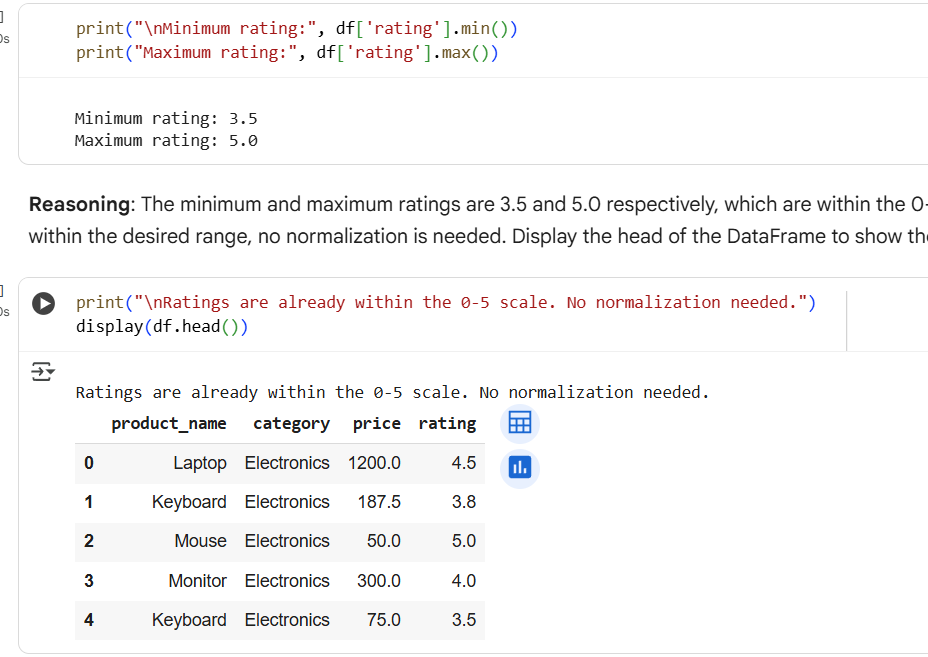 ]
0s
print("\nMinimum rating:", df['rating'].min())
print("Maximum rating:", df['rating'].max())
Minimum rating: 3.5
Maximum rating: 5.0
Reasoning: The minimum and maximum ratings are 3.5 and 5.0 respectively, which are within the 0-
within the desired range, no normalization is needed. Display the head of the DataFrame to show the
]
0s
print("\nRatings are already within the 0-5 scale. No normalization needed.")
display(df.head())
Ratings are already within the 0-5 scale. No normalization needed.
product_name category price rating
0 Laptop Electronics 1200.0 4.5
1 Keyboard Electronics 187.5 3.8
2 Mouse Electronics 50.0 5.0
3 Monitor Electronics 300.0 4.0
4 Keyboard Electronics 75.0 3.5